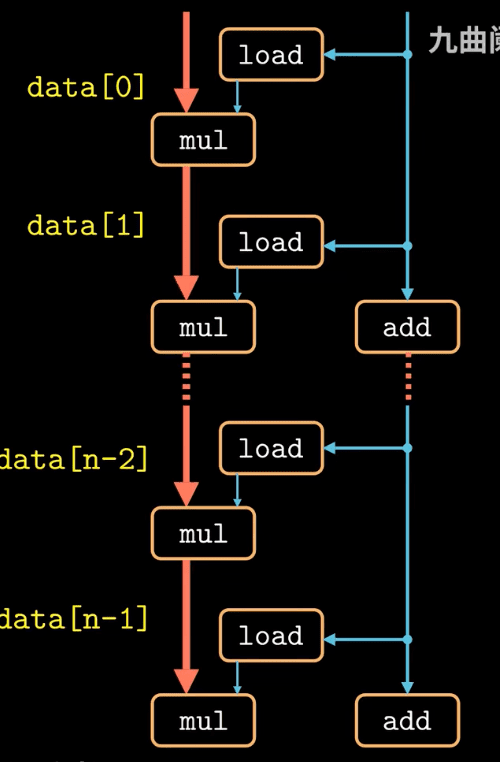 九曲
load
data[0]
mul
data[1]
load
mul
add
load
data[n-2]
mul
data[n-1]
load
mul
add